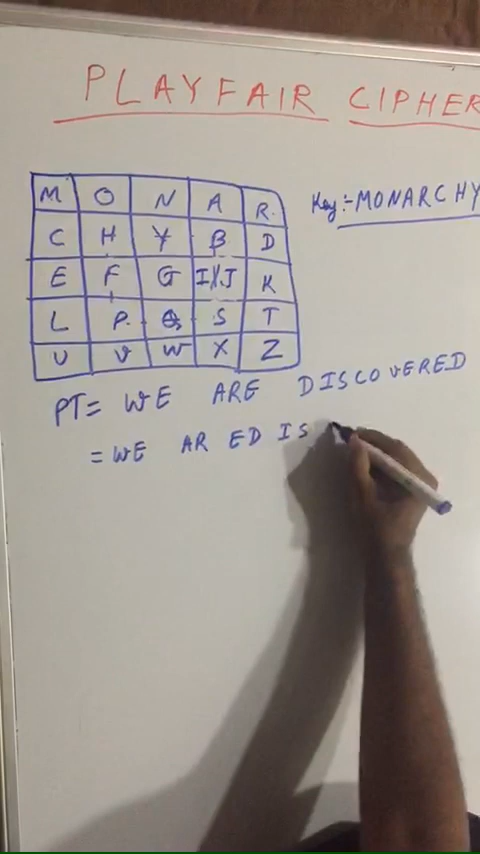 PLAYFAIR CIPHER
M O N A R
Key:- MONARCHY
C H Y B D
E F G I/J K
L P Q S T
U V W X Z
PT= WE ARE DISCOVERED
= WE AR ED IS